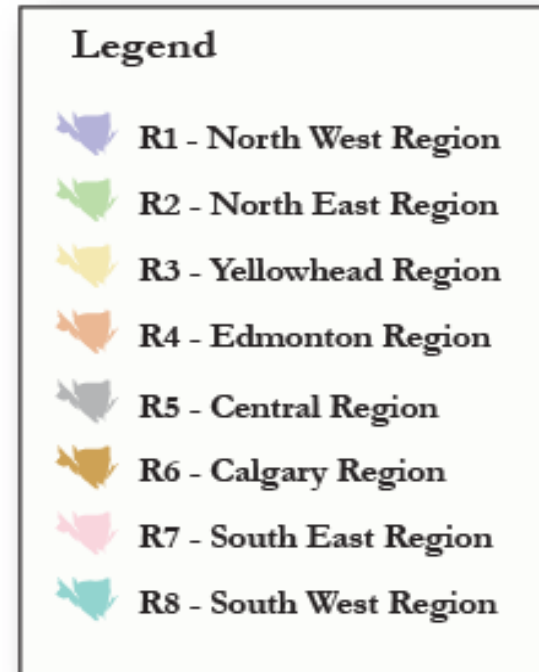 Legend
R1 - North West Region
R2 - North East Region
R3 - Yellowhead Region
R4 - Edmonton Region
R5 - Central Region
R6 - Calgary Region
R7 - South East Region
R8 - South West Region